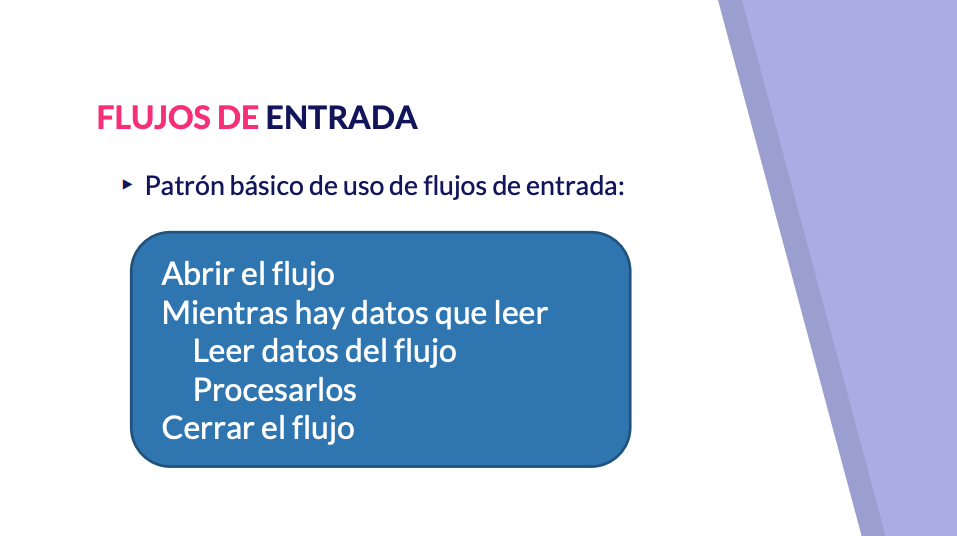 FLUJOS DE ENTRADA
Patrón básico de uso de flujos de entrada:
Abrir el flujo
Mientras hay datos que leer
Leer datos del flujo
Procesarlos
Cerrar el flujo